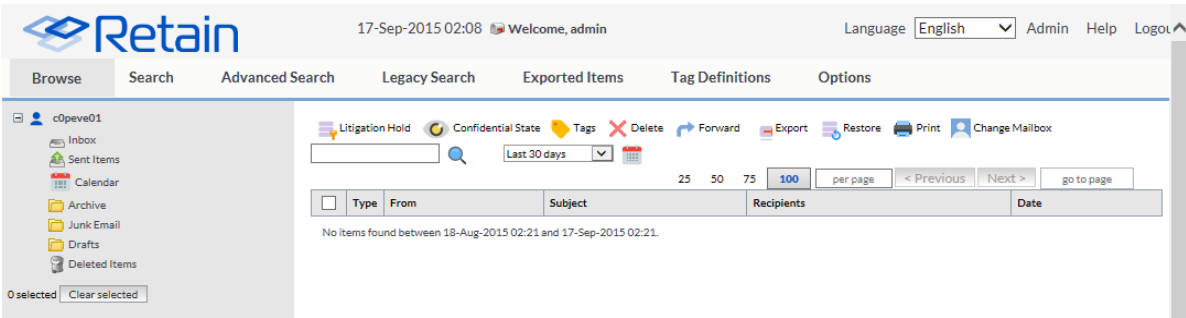 Retain
17-Sep-2015 02:08 Welcome, admin
Language English Admin Help Logou
Browse Search Advanced Search Legacy Search Exported Items Tag Definitions Options
c0peve01
Inbox
Sent Items
Calendar
Archive
Junk Email
Drafts
Deleted Items
0 selected Clear selected
Litigation Hold Confidential State Tags Delete Forward Export Restore Print Change Mailbox
Last 30 days
25 50 75 100 per page < Previous Next > go to page
Type From Subject Recipients Date
No items found between 18-Aug-2015 02:21 and 17-Sep-2015 02:21.